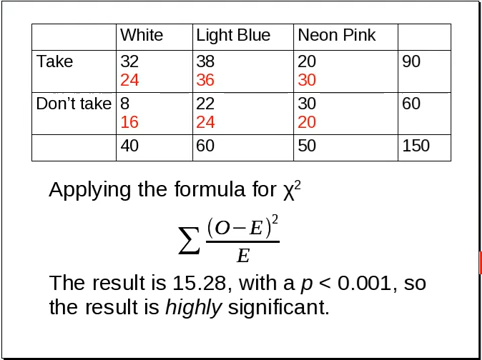 White Light Blue Neon Pink
Take 32 38 20 90
24 36 30
Don't take 8 22 30 60
16 24 20
40 60 50 150
Applying the formula for χ²
∑ (O−E)² / E
The result is 15.28, with a p < 0.001, so
the result is highly significant.